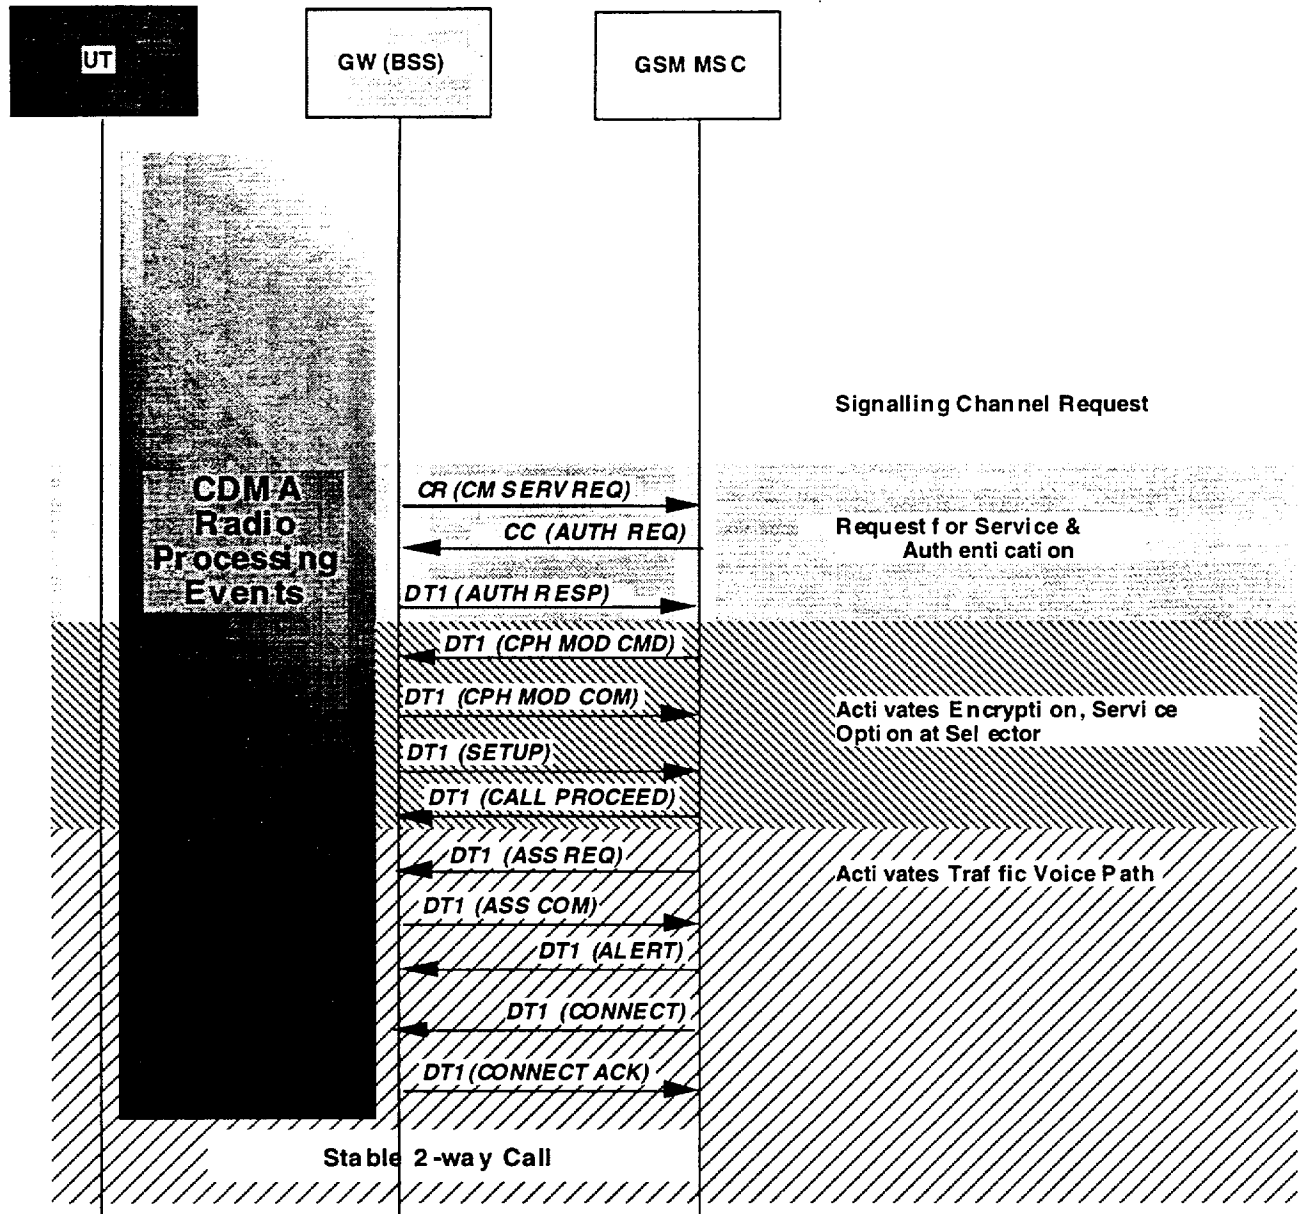 UT
GW (BSS)
GSM MSC
Signalling Channel Request
CDMA
Radio
Processing
Events
CR (CM SERV REQ)
CC (AUTH REQ)
Request for Service &
Authentication
DT1 (AUTH RESP)
DT1 (CPH MOD CMD)
DT1 (CPH MOD COM)
Activates Encryption, Service
Option at Selector
DT1 (SETUP)
DT1 (CALL PROCEED)
DT1 (ASS REQ)
Activates Traffic Voice Path
DT1 (ASS COM)
DT1 (ALERT)
DT1 (CONNECT)
DT1 (CONNECT ACK)
Stable 2-way Call